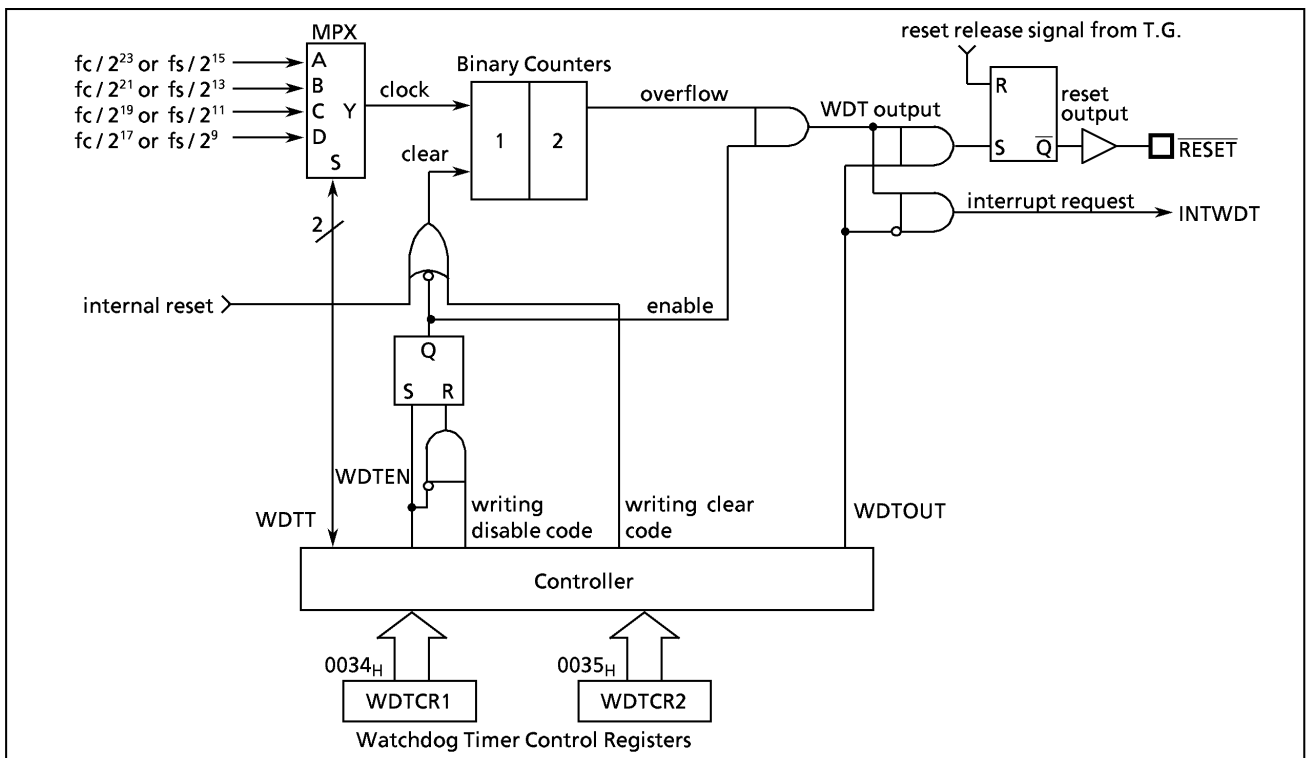 MPX
fc / 2²³ or fs / 2¹⁵
fc / 2²¹ or fs / 2¹³
fc / 2¹⁹ or fs / 2¹¹
fc / 2¹⁷ or fs / 2⁹
A
B
C
D
Y
S
clock
clear
Binary Counters
1
2
overflow
WDT output
reset release signal from T.G.
R
S
Q̅
reset
output
R̅E̅S̅E̅T̅
interrupt request
INTWDT
2
internal reset
enable
Q
S
R
WDTEN
WDTT
writing
disable code
writing clear
code
WDTOUT
Controller
0034H
0035H
WDTCR1
WDTCR2
Watchdog Timer Control Registers